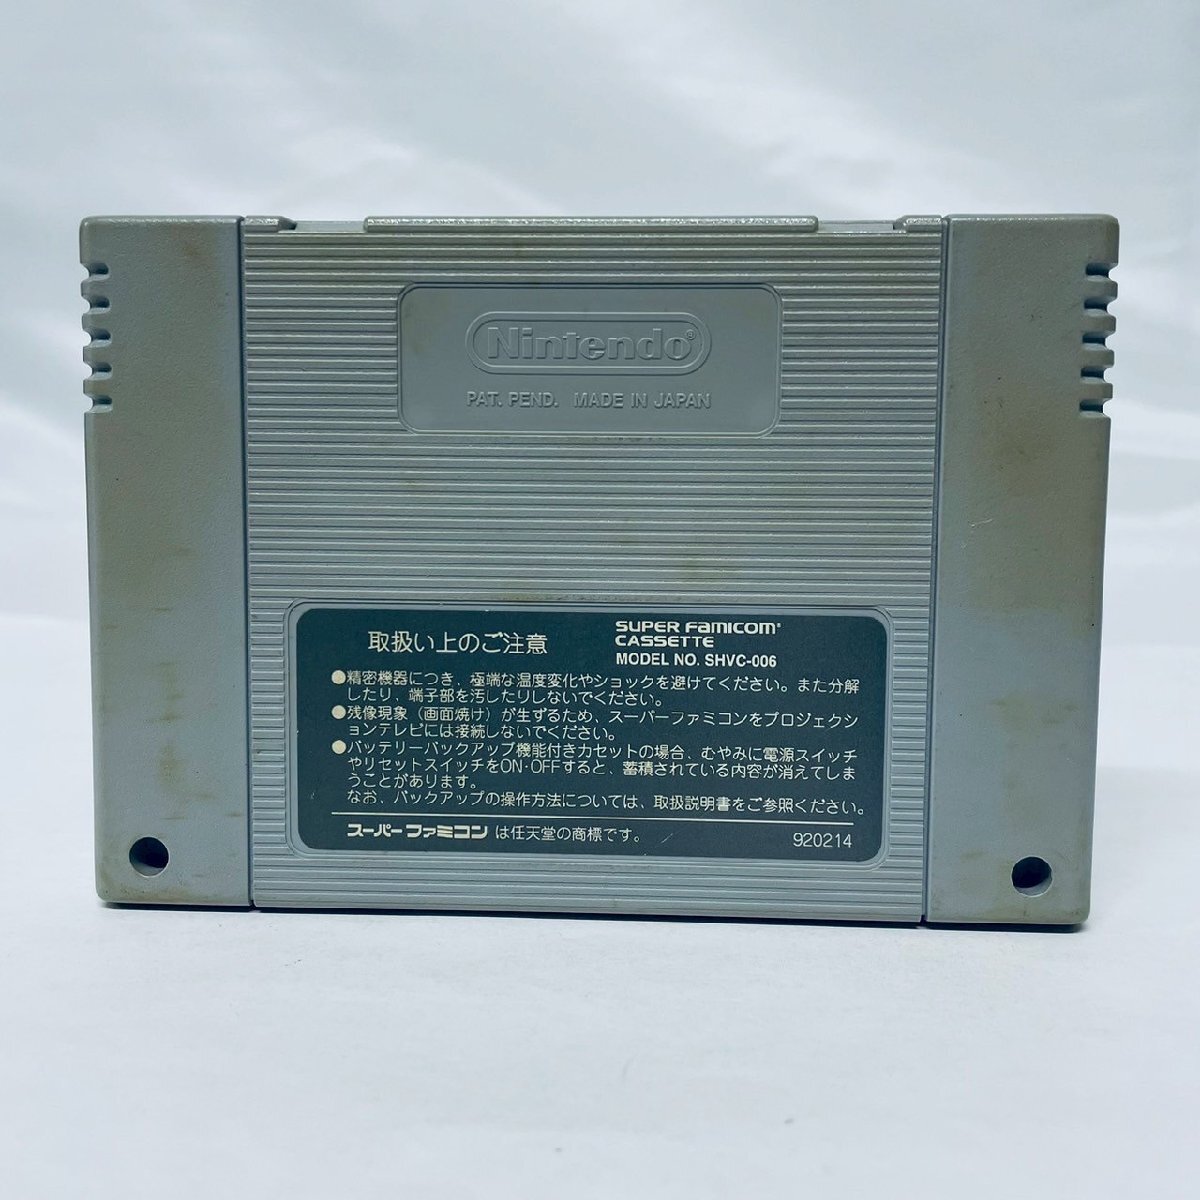 Nintendo®
PAT. PEND. MADE IN JAPAN
取扱い上のご注意
SUPER FAMICOM®
CASSETTE
MODEL NO. SHVC-006
●精密機器につき、極端な温度変化やショックを避けてください。また分解
したり、端子部を汚したりしないでください。
●残像現象（画面焼け）が生ずるため、スーパーファミコンをプロジェクシ
ョンテレビには接続しないでください。
●バッテリーバックアップ機能付きカセットの場合、むやみに電源スイッチ
やリセットスイッチをON・OFFすると、蓄積されている内容が消えてしま
うことがあります。
なお、バックアップの操作方法については、取扱説明書をご参照ください。
スーパーファミコンは任天堂の商標です。
920214